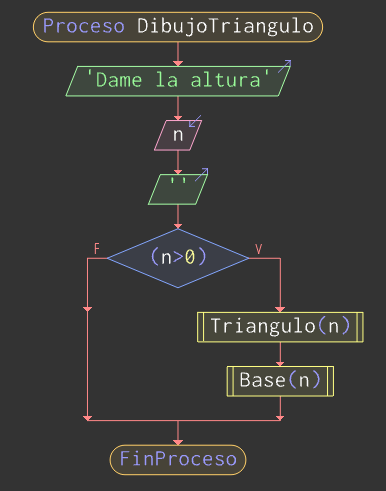 Proceso DibujoTriangulo
'Dame la altura'
n
''
F
V
(n>0)
Triangulo(n)
Base(n)
FinProceso